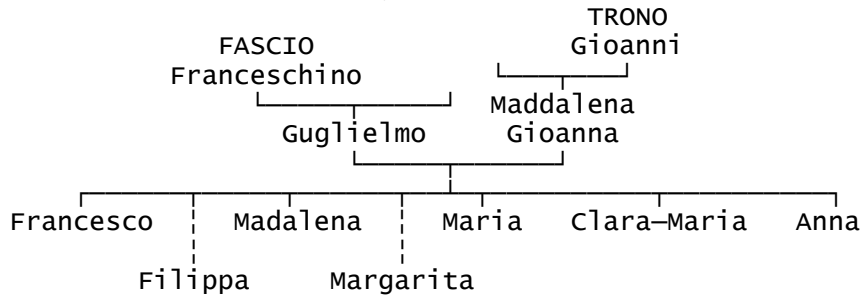 TRONO
FASCIO Gioanni
Franceschino
Maddalena
Guglielmo Gioanna
Francesco Madalena Maria Clara-Maria Anna
Filippa Margarita